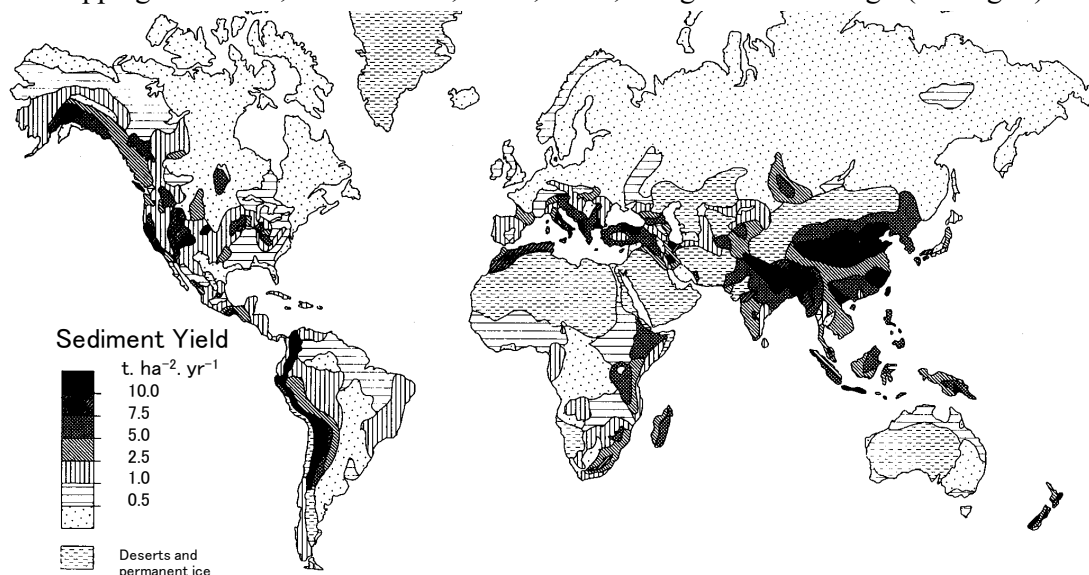 Sediment Yield
t. ha⁻². yr⁻¹
10.0
7.5
5.0
2.5
1.0
0.5
Deserts and
permanent ice